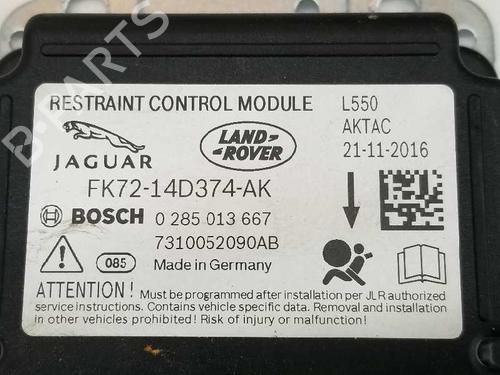 B-PARTS
RESTRAINT CONTROL MODULE
L550
AKTAC
21-11-2016
JAGUAR
LAND-
ROVER
FK72-14D374-AK
BOSCH 0 285 013 667
7310052090AB
085
Made in Germany
ATTENTION! Must be programmed after installation per JLR authorized
service instructions. Contains vehicle specific data. Removal and installation
in other vehicles prohibited! Risk of injury or malfunction!